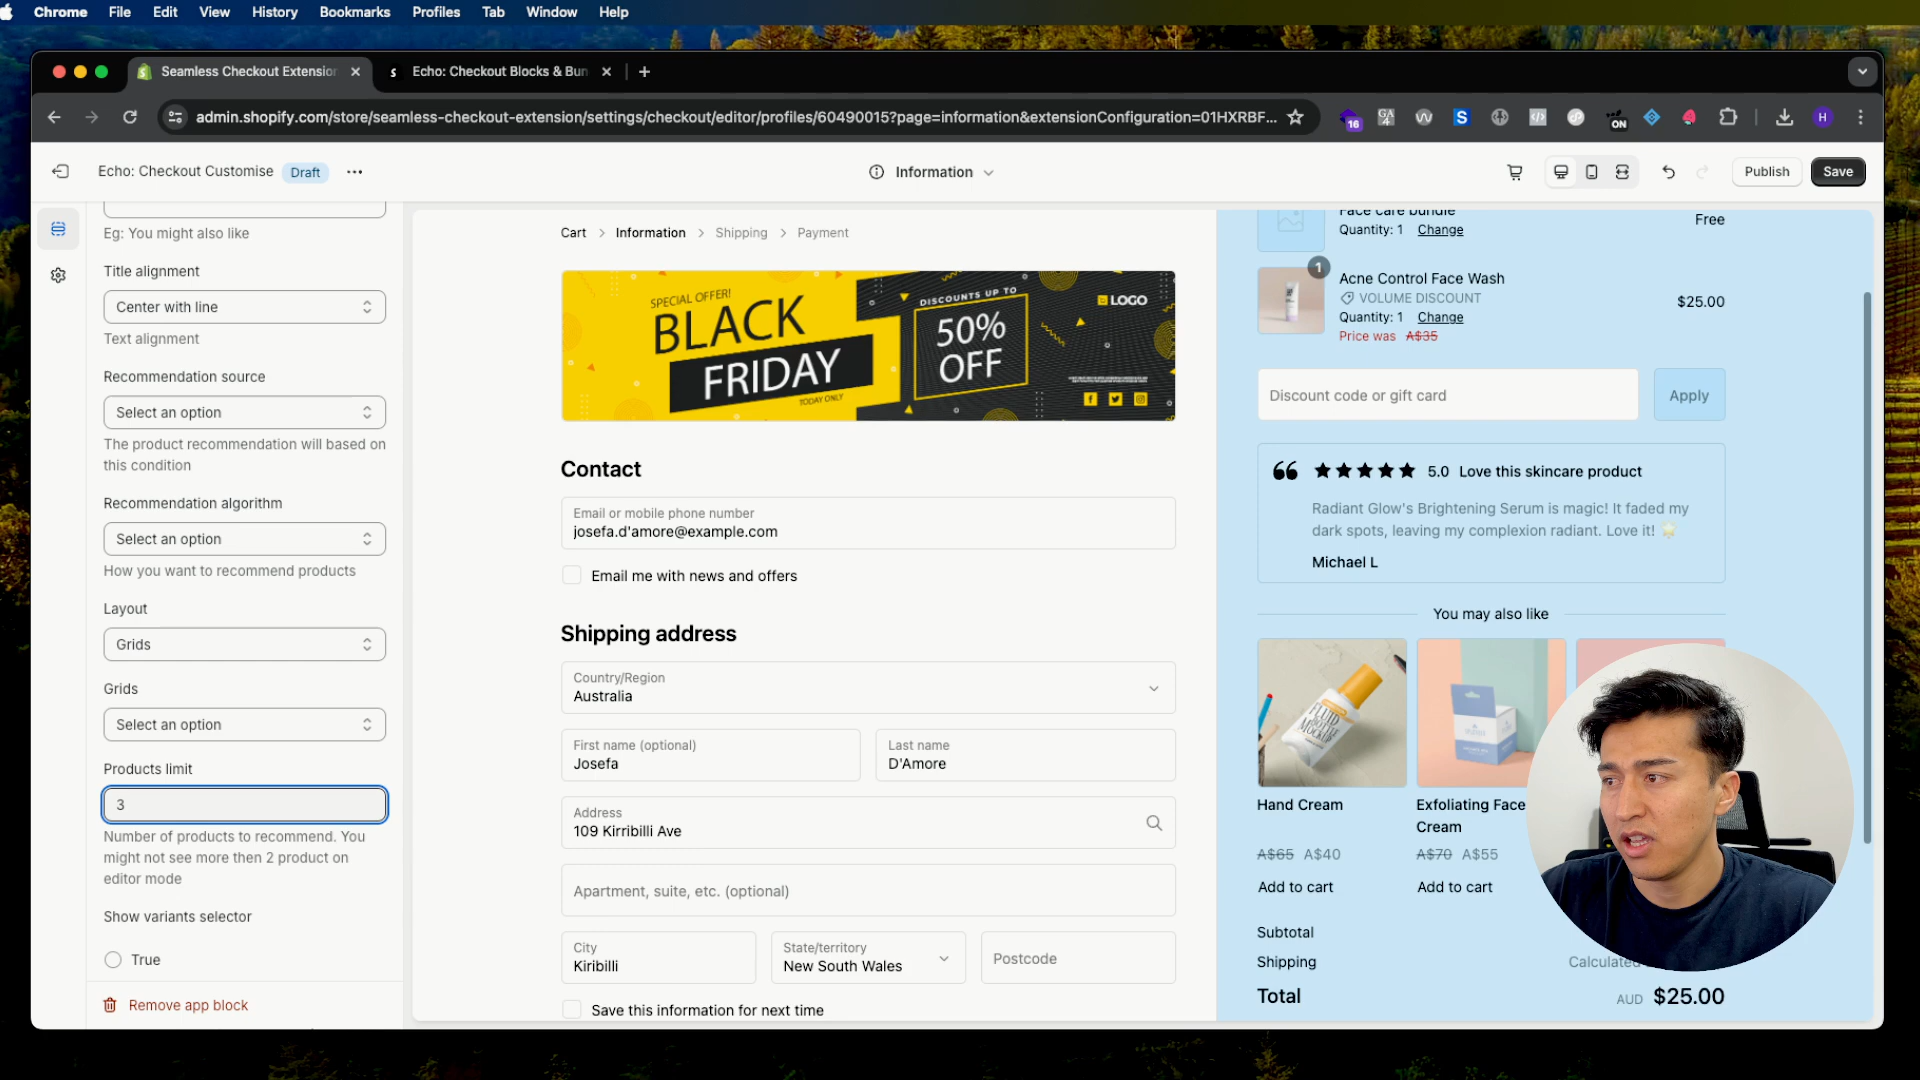 Chrome File Edit View History Bookmarks Profiles Tab Window Help
Seamless Checkout Extension
Echo: Checkout Blocks & Bun
admin.shopify.com/store/seamless-checkout-extension/settings/checkout/editor/profiles/60490015?page=information&extensionConfiguration=01HXRBF...
16
ON
H
Echo: Checkout Customise Draft
Information
Publish
Save
Eg: You might also like
Title alignment
Center with line
Text alignment
Recommendation source
Select an option
The product recommendation will based on
this condition
Recommendation algorithm
Select an option
How you want to recommend products
Layout
Grids
Grids
Select an option
Products limit
3
Number of products to recommend. You
might not see more then 2 product on
editor mode
Show variants selector
True
Remove app block
Cart > Information > Shipping > Payment
SPECIAL OFFER!
BLACK
FRIDAY
TODAY ONLY
DISCOUNTS UP TO
50%
OFF
LOGO
Contact
Email or mobile phone number
josefa.d'amore@example.com
Email me with news and offers
Shipping address
Country/Region
Australia
First name (optional)
Josefa
Last name
D'Amore
Address
109 Kirribilli Ave
Apartment, suite, etc. (optional)
City
Kiribilli
State/territory
New South Wales
Postcode
Save this information for next time
Face care bundle
Quantity: 1 Change
Free
1
Acne Control Face Wash
VOLUME DISCOUNT
Quantity: 1 Change
Price was A$35
$25.00
Discount code or gift card
Apply
5.0 Love this skincare product
Radiant Glow's Brightening Serum is magic! It faded my
dark spots, leaving my complexion radiant. Love it!
Michael L
You may also like
FLUID
BOTTLE
MOCKUP
Hand Cream
A$65 A$40
Add to cart
Exfoliating Face
Cream
A$70 A$55
Add to cart
Subtotal
Shipping
Calculated
Total
AUD $25.00